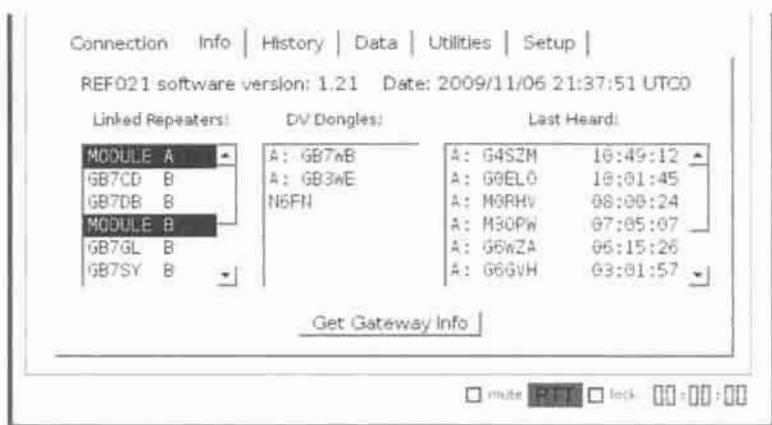 Connection Info History Data Utilities Setup
REF021 software version: 1.21 Date: 2009/11/06 21:37:51 UTC0
Linked Repeaters: DV Dongles: Last Heard:
MODULE A A: GB7WB A: G4SZM 10:49:12
GB7CD B A: GB3WE A: G0ELO 10:01:45
GB7DB B N6FN A: M0RHV 08:00:24
MODULE B A: M3OPW 07:05:07
GB7GL B A: G6WZA 06:15:26
GB7SY B A: G6GVH 03:01:57
Get Gateway Info
mute PTT lock 00:00:00